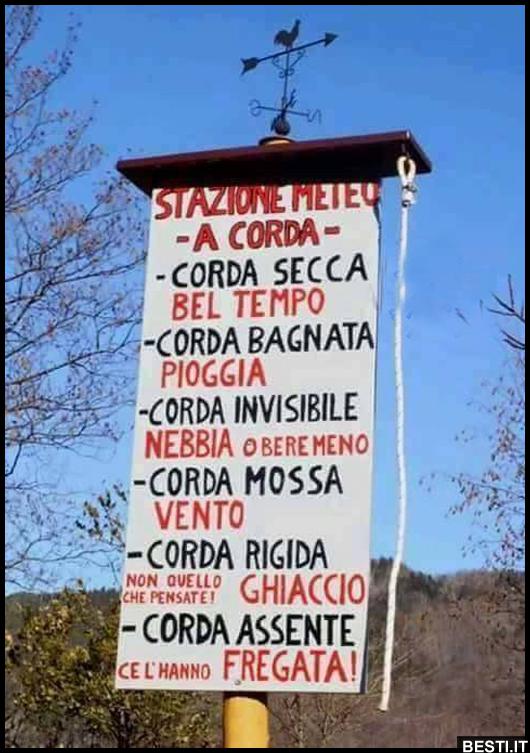 STAZIONE METEO
- A CORDA -
- CORDA SECCA
BEL TEMPO
- CORDA BAGNATA
PIOGGIA
- CORDA INVISIBILE
NEBBIA O BERE MENO
- CORDA MOSSA
VENTO
- CORDA RIGIDA
NON QUELLO
CHE PENSATE! GHIACCIO
- CORDA ASSENTE
CE L'HANNO FREGATA!
BESTI.IT